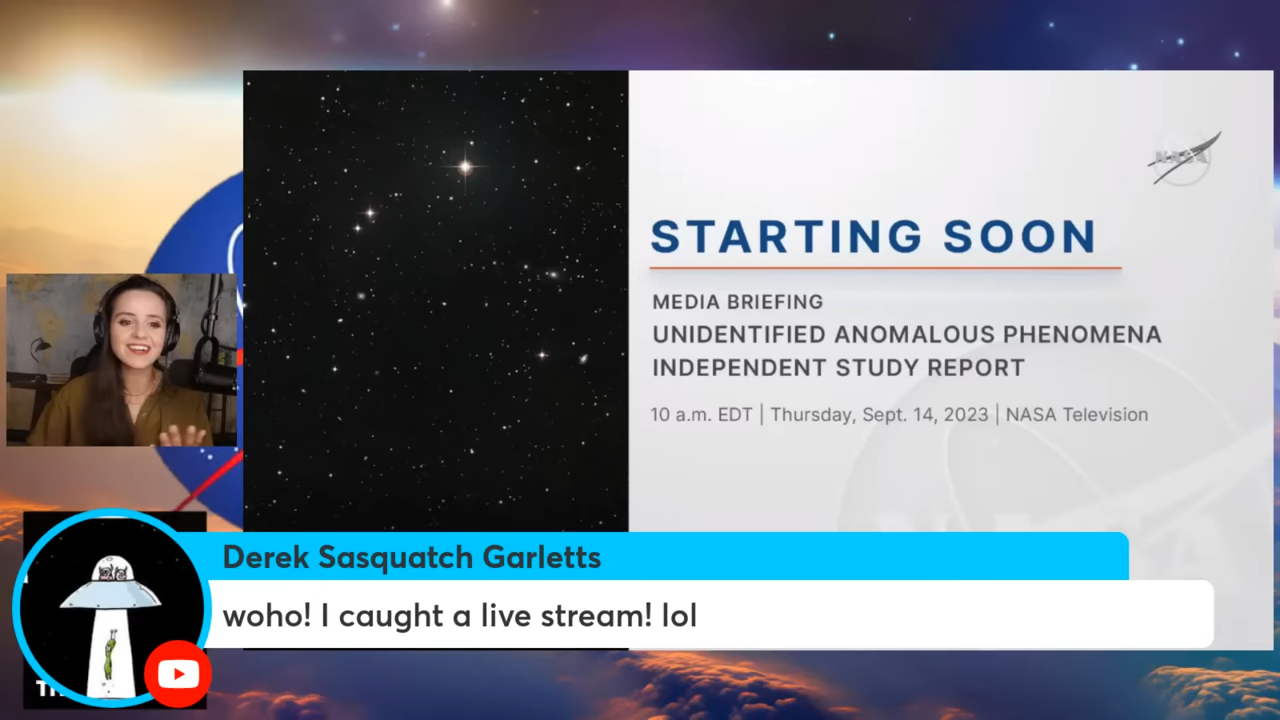 NASA
STARTING SOON
MEDIA BRIEFING
UNIDENTIFIED ANOMALOUS PHENOMENA
INDEPENDENT STUDY REPORT
10 a.m. EDT | Thursday, Sept. 14, 2023 | NASA Television
Derek Sasquatch Garletts
woho! I caught a live stream! lol